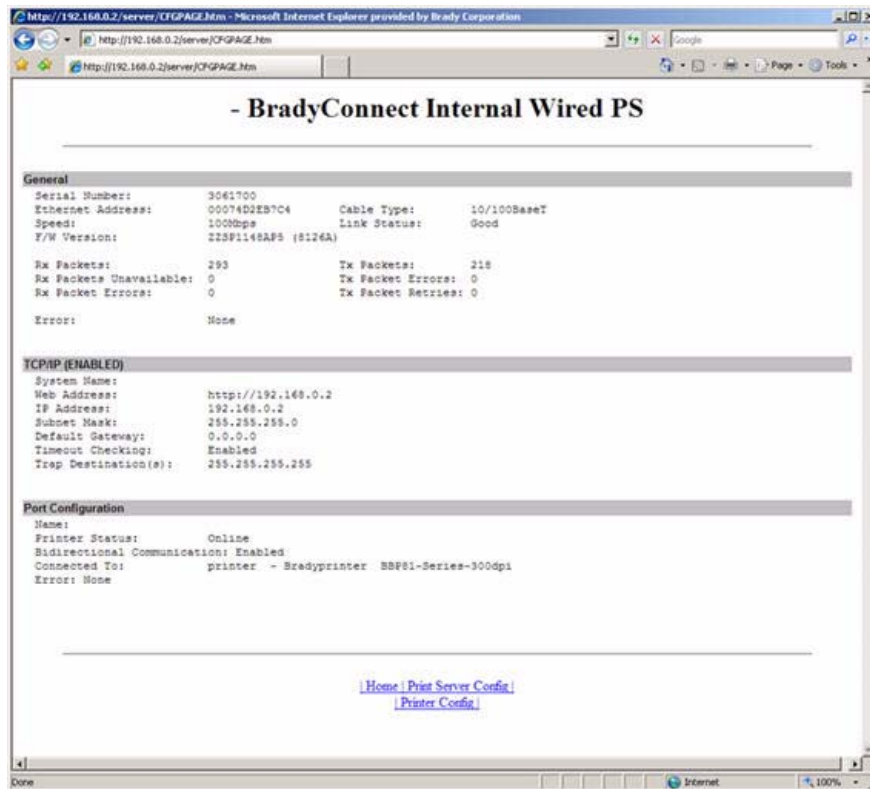 http://192.168.0.2/server/CFGPAGE.htm - Microsoft Internet Explorer provided by Brady Corporation
http://192.168.0.2/server/CFGPAGE.htm
Google
http://192.168.0.2/server/CFGPAGE.htm
Page
Tools
- BradyConnect Internal Wired PS
General
Serial Number: 3061700
Ethernet Address: 00074D2EB7C4 Cable Type: 10/100BaseT
Speed: 100Mbps Link Status: Good
F/W Version: ZZSP1148AP5 (8126A)
Rx Packets: 293 Tx Packets: 218
Rx Packets Unavailable: 0 Tx Packet Errors: 0
Rx Packet Errors: 0 Tx Packet Retries: 0
Error: None
TCP/IP (ENABLED)
System Name:
Web Address: http://192.168.0.2
IP Address: 192.168.0.2
Subnet Mask: 255.255.255.0
Default Gateway: 0.0.0.0
Timeout Checking: Enabled
Trap Destination(s): 255.255.255.255
Port Configuration
Name:
Printer Status: Online
Bidirectional Communication: Enabled
Connected To: printer - Bradyprinter BBP81-Series-300dpi
Error: None
| Home | Print Server Config |
| Printer Config |
Done
Internet
100%